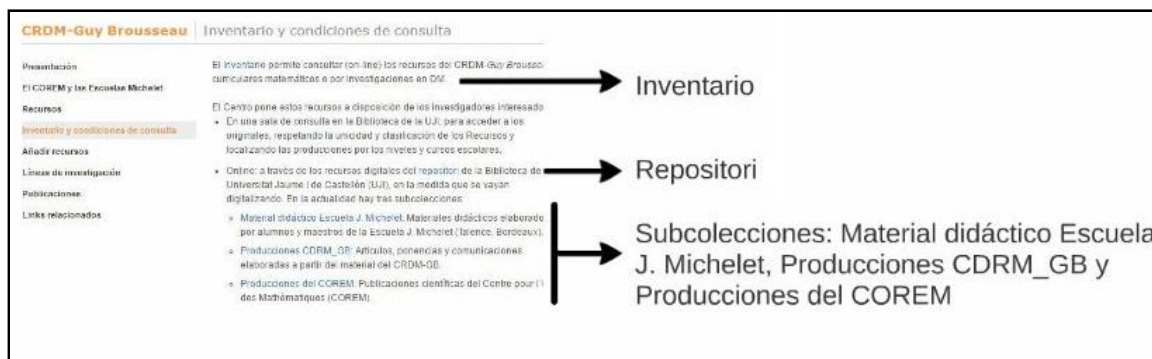 CRDM-Guy Brousseau
Inventario y condiciones de consulta
Presentación
El COREM y las Escuelas Michelet
Recursos
Inventario y condiciones de consulta
Añadir recursos
Líneas de investigación
Publicaciones
Links relacionados
El Inventario permite consultar (on-line) los recursos del CRDM-Guy Brousse
curriculares matemáticos o por investigaciones en DM.
El Centro pone estos recursos a disposición de los investigadores interesado
• En una sala de consulta en la Biblioteca de la UJI, para acceder a los
originales, respetando la unicidad y clasificación de los Recursos y
localizando las producciones por los niveles y cursos escolares.
• Online: a través de los recursos digitales del repositori de la Biblioteca de
Universitat Jaume I de Castellón (UJI), en la medida que se vayan
digitalizando. En la actualidad hay tres subcolecciones:
Material didáctico Escuela J. Michelet: Materiales didácticos elaborado
por alumnos y maestros de la Escuela J. Michelet (Talence, Bordeaux).
Producciones CDRM_GB: Artículos, ponencias y comunicaciones
elaboradas a partir del material del CRDM-GB.
Producciones del COREM: Publicaciones científicas del Centre pour
des Mathématiques (COREM)
Inventario
Repositori
Subcolecciones: Material didáctico Escuela
J. Michelet, Producciones CDRM_GB y
Producciones del COREM